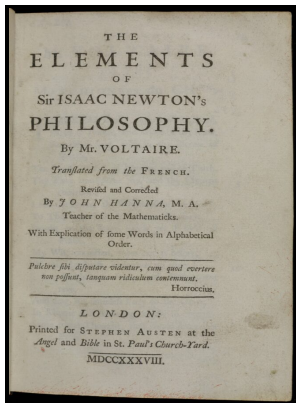 THE
ELEMENTS
OF
Sir ISAAC NEWTON's
PHILOSOPHY.
By Mr. VOLTAIRE.
Tranſlated from the FRENCH.
Reviſed and Corrected
By JOHN HANNA, M. A.
Teacher of the Mathematicks.
With Explication of ſome Words in Alphabetical
Order.
Pulchre ſibi diſputare videntur, cum quod evertere
non poſſunt, tanquam ridiculum contemnunt.
Horroccius.
LONDON:
Printed for STEPHEN AUSTEN at the
Angel and Bible in St. Paul's Church-Yard.
MDCCXXXVIII.